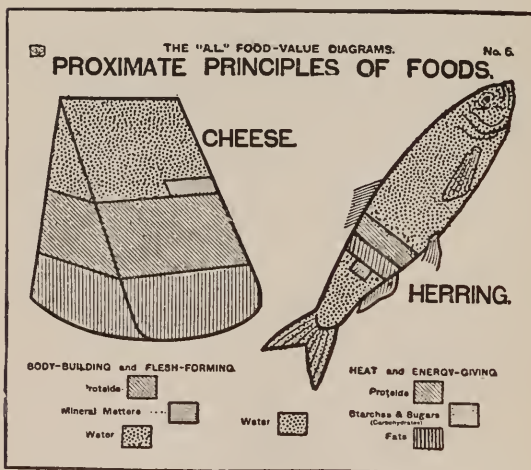 THE "A.L." FOOD-VALUE DIAGRAMS. No. 6.
PROXIMATE PRINCIPLES OF FOODS.
CHEESE.
HERRING.
BODY-BUILDING and FLESH-FORMING.
Proteids
Mineral Matters ....
Water
Water
HEAT and ENERGY-GIVING
Proteids
Starches & Sugars
(Carbohydrates)
Fats